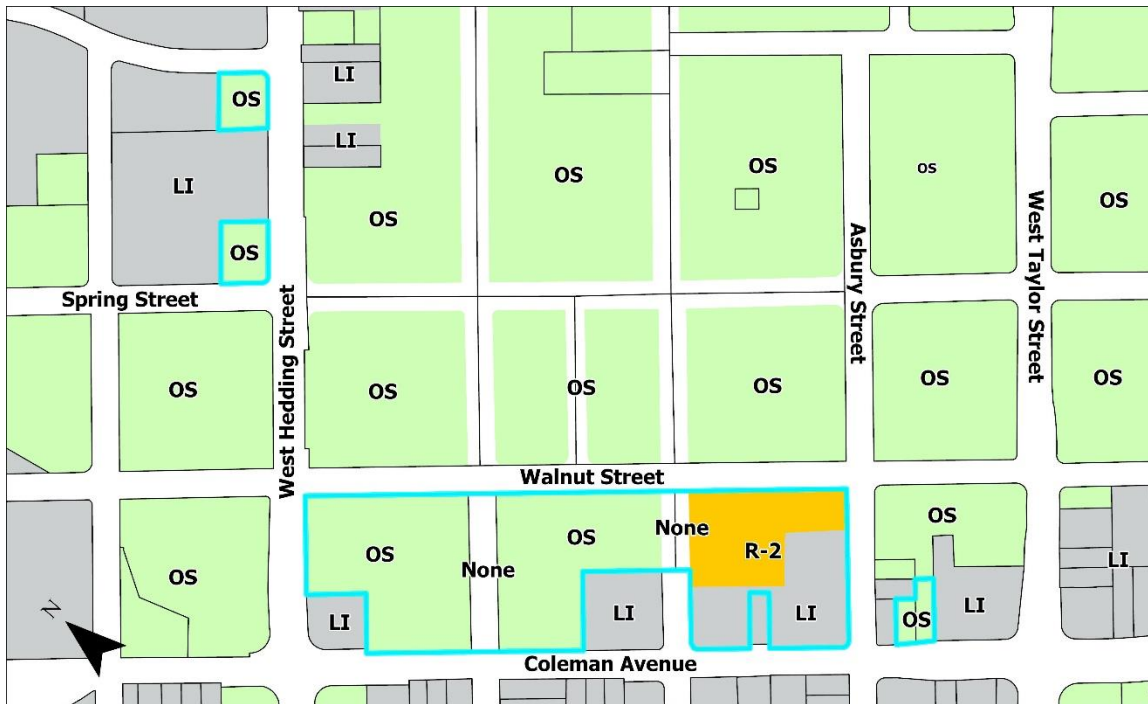 LI
OS
LI
OS
OS
OS
LI
OS
OS
OS
Spring Street
West Hedding Street
Asbury Street
West Taylor Street
OS
OS
OS
OS
OS
OS
Walnut Street
OS
OS
OS
None
None
R-2
OS
LI
LI
LI
LI
LI
OS
LI
N
Coleman Avenue